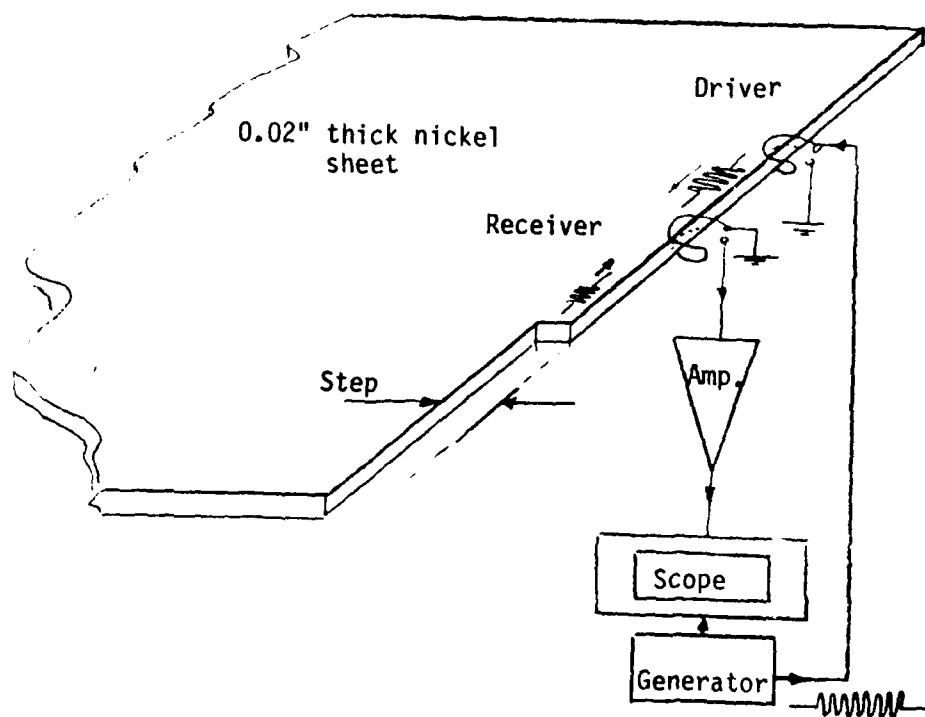 Driver
0.02" thick nickel
sheet
Receiver
Step
Amp.
Scope
Generator